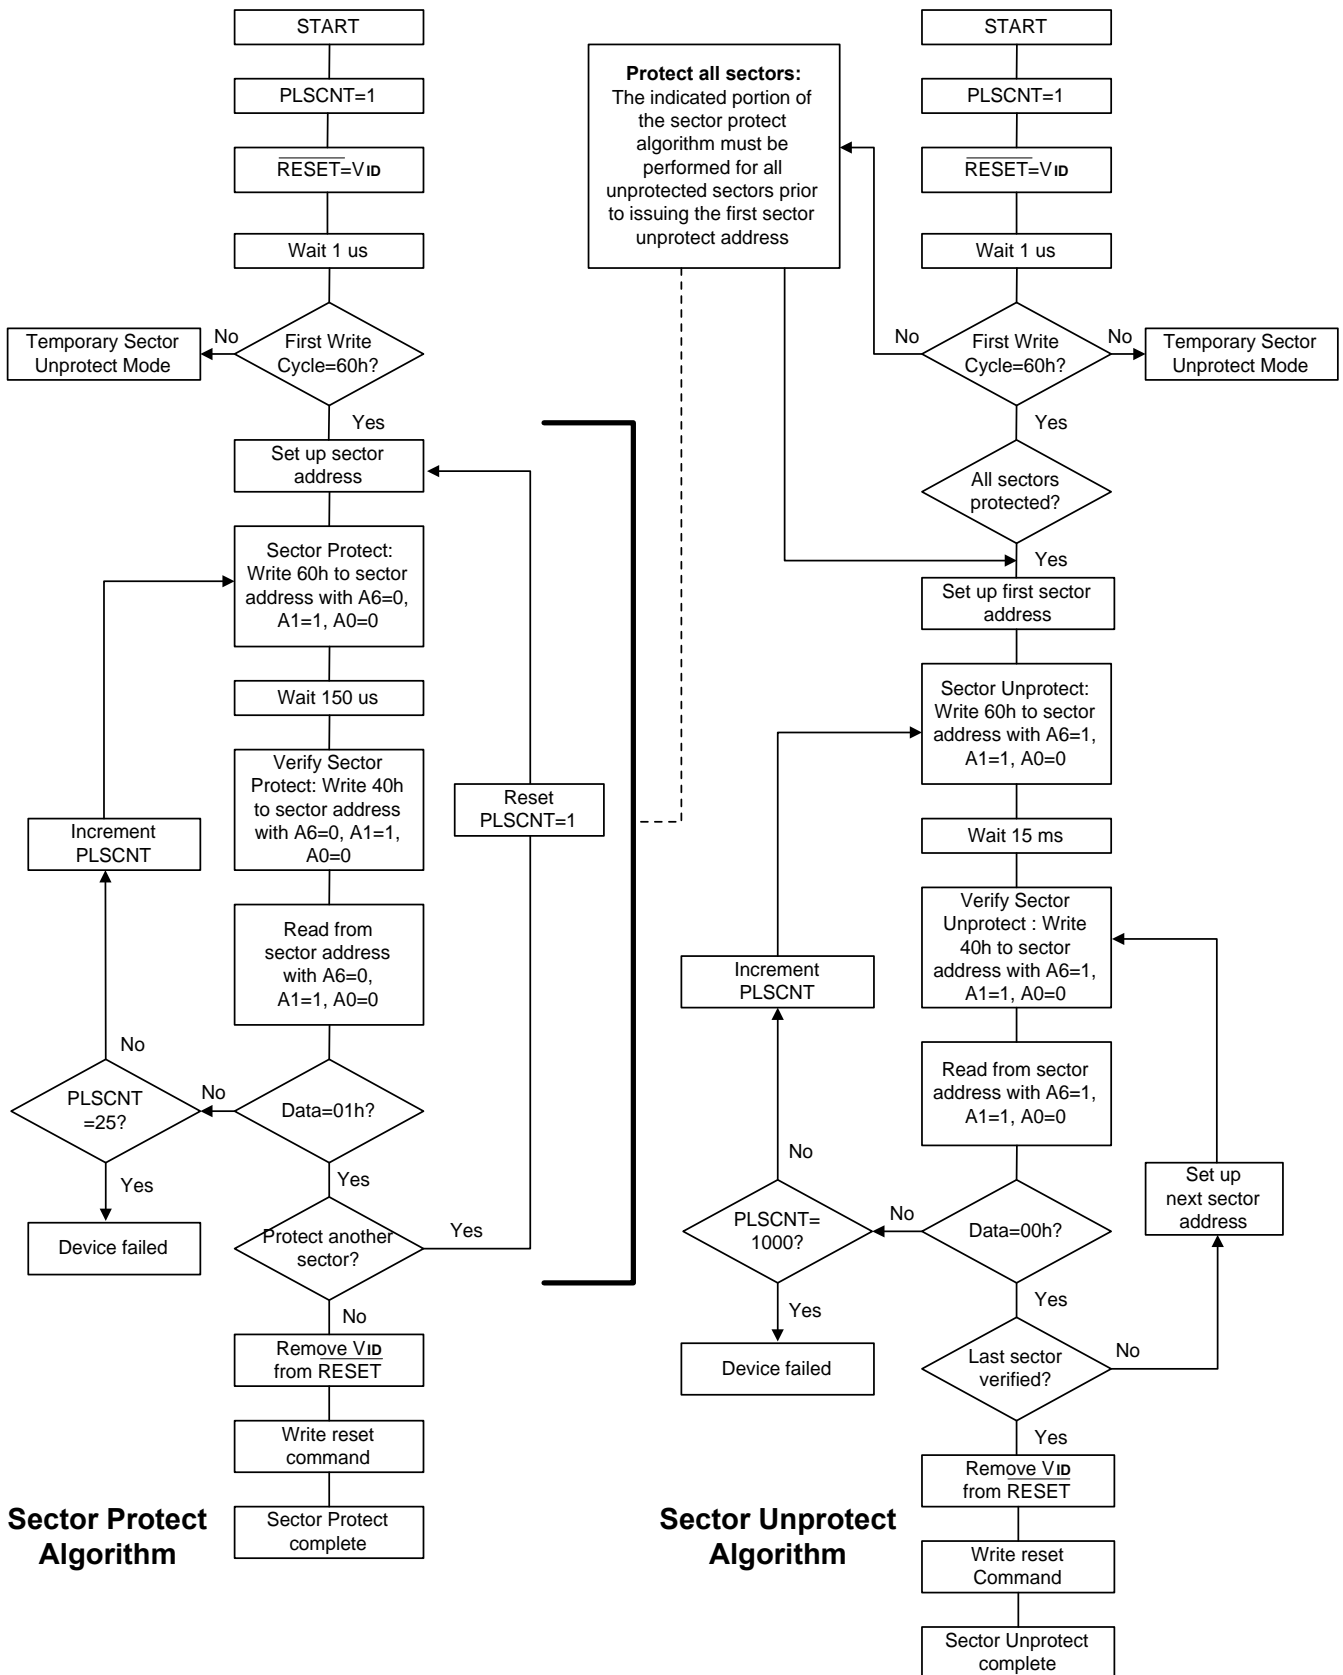 START
PLSCNT=1
RESET=VID
Wait 1 us
First Write
Cycle=60h?
No
Temporary Sector
Unprotect Mode
Yes
Set up sector
address
Sector Protect:
Write 60h to sector
address with A6=0,
A1=1, A0=0
Wait 150 us
Verify Sector
Protect: Write 40h
to sector address
with A6=0, A1=1,
A0=0
Reset
PLSCNT=1
Increment
PLSCNT
Read from
sector address
with A6=0,
A1=1, A0=0
No
PLSCNT
=25?
No
Data=01h?
Yes
Yes
Device failed
Protect another
sector?
Yes
No
Remove VID
from RESET
Write reset
command
Sector Protect
complete
Sector Protect
Algorithm
Protect all sectors:
The indicated portion of
the sector protect
algorithm must be
performed for all
unprotected sectors prior
to issuing the first sector
unprotect address
START
PLSCNT=1
RESET=VID
Wait 1 us
No
First Write
Cycle=60h?
No
Temporary Sector
Unprotect Mode
Yes
All sectors
protected?
Yes
Set up first sector
address
Sector Unprotect:
Write 60h to sector
address with A6=1,
A1=1, A0=0
Wait 15 ms
Verify Sector
Unprotect : Write
40h to sector
address with A6=1,
A1=1, A0=0
Increment
PLSCNT
Read from sector
address with A6=1,
A1=1, A0=0
No
Set up
next sector
address
PLSCNT=
1000?
No
Data=00h?
Yes
Yes
Device failed
Last sector
verified?
No
Yes
Remove VID
from RESET
Write reset
Command
Sector Unprotect
complete
Sector Unprotect
Algorithm